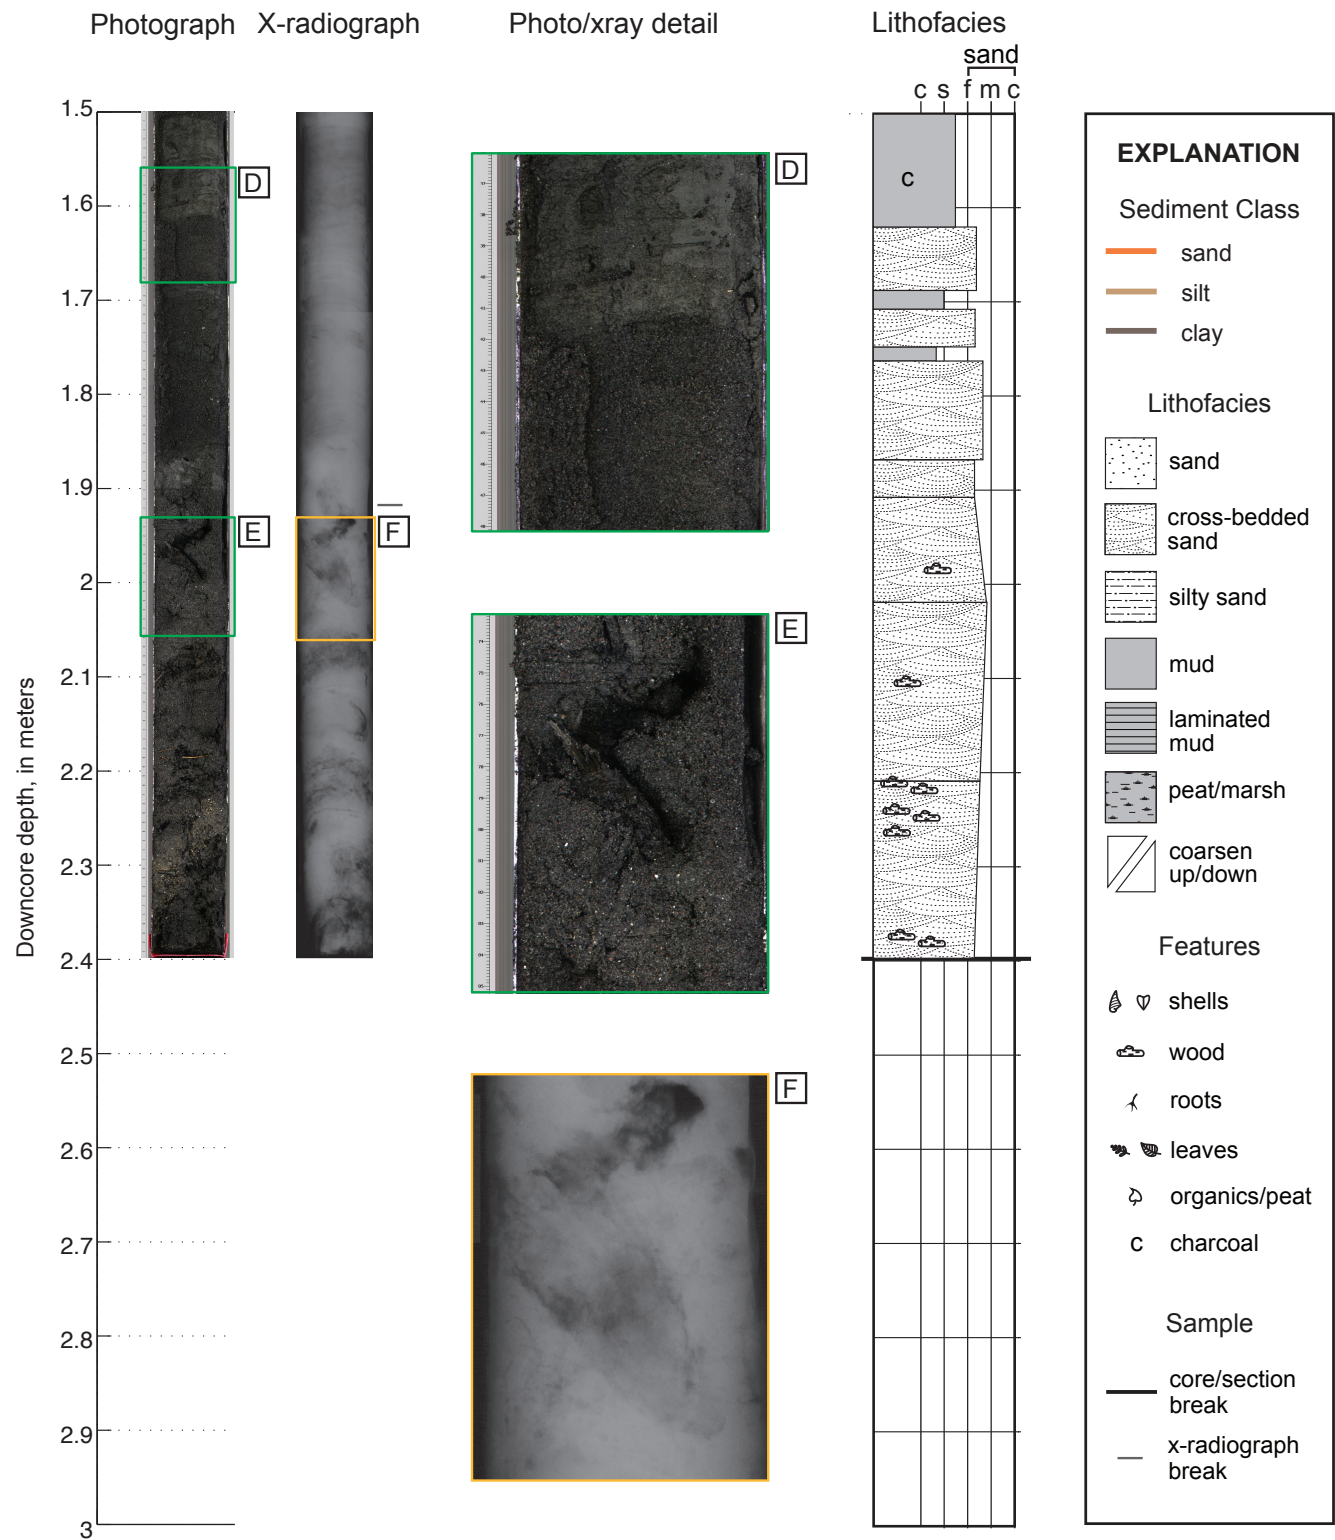 Photograph X-radiograph Photo/xray detail Lithofacies
sand
c s f m c
Downcore depth, in meters
1.5
1.6
1.7
1.8
1.9
2
2.1
2.2
2.3
2.4
2.5
2.6
2.7
2.8
2.9
3
D
E
F
D
E
F
c
EXPLANATION
Sediment Class
sand
silt
clay
Lithofacies
sand
cross-bedded
sand
silty sand
mud
laminated
mud
peat/marsh
coarsen
up/down
Features
shells
wood
roots
leaves
organics/peat
c charcoal
Sample
core/section
break
x-radiograph
break